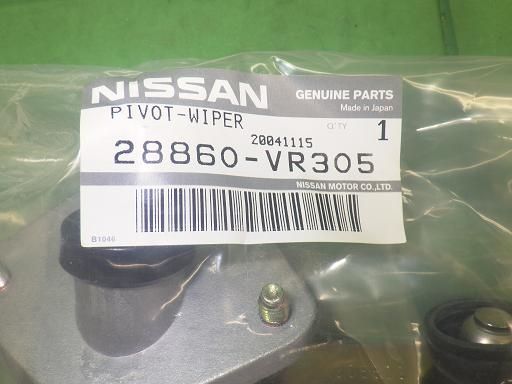 NISSAN
GENUINE PARTS
Made in Japan
PIVOT-WIPER
Q'TY 1
20041115
28860-VR305
NISSAN MOTOR CO.,LTD.
B1046